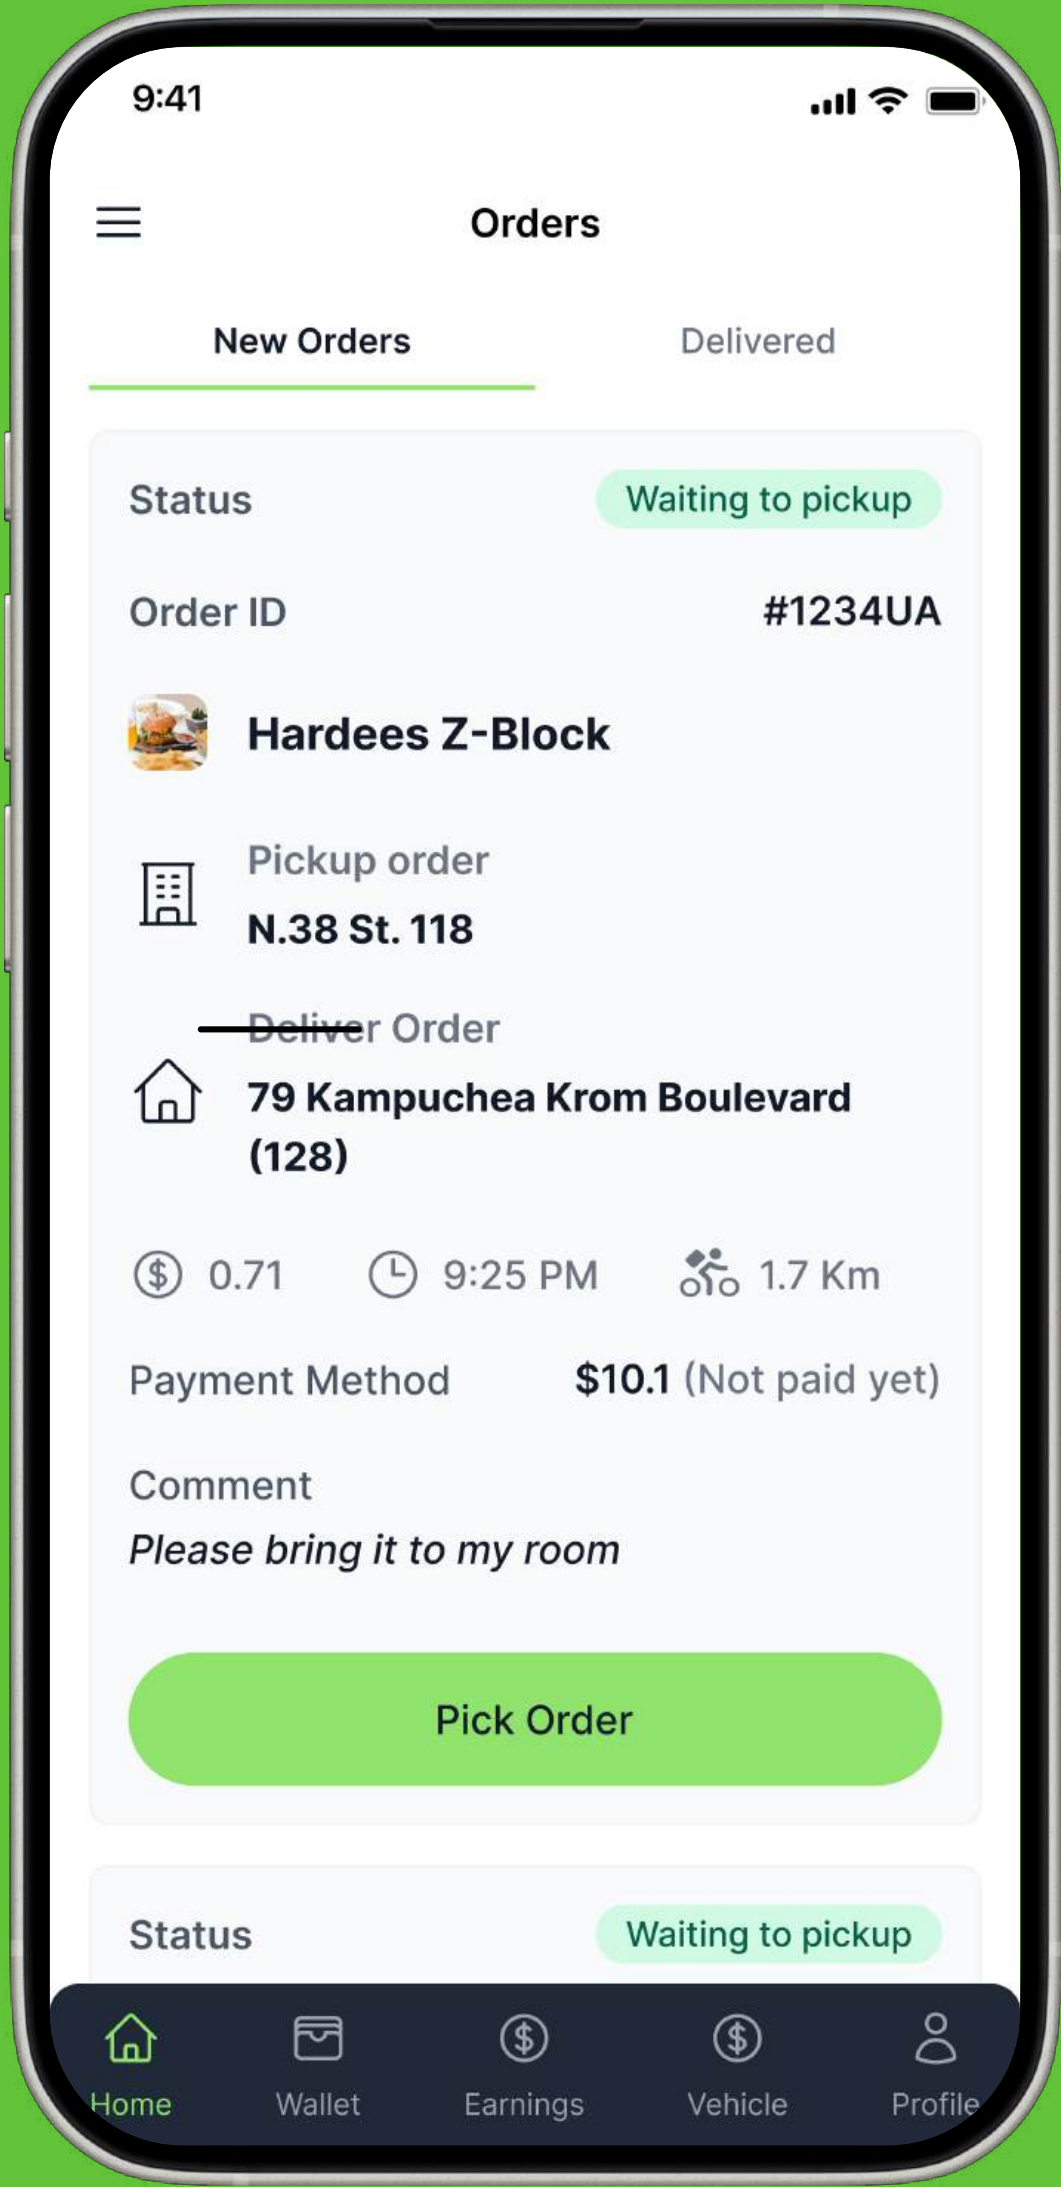 9:41
Orders
New Orders Delivered
Status Waiting to pickup
Order ID #1234UA
Hardees Z-Block
Pickup order
N.38 St. 118
Deliver Order
79 Kampuchea Krom Boulevard
(128)
$ 0.71 9:25 PM 1.7 Km
Payment Method $10.1 (Not paid yet)
Comment
Please bring it to my room
Pick Order
Status Waiting to pickup
Home Wallet Earnings Vehicle Profile